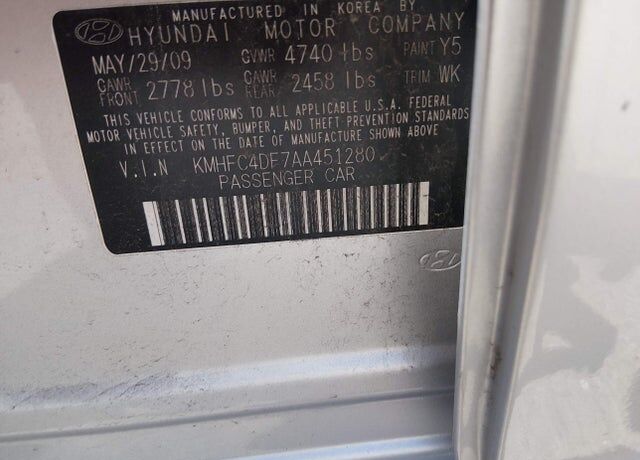 MANUFACTURED IN KOREA BY
HYUNDAI MOTOR COMPANY
MAY/29/09 GVWR 4740 lbs PAINT Y5
GAWR FRONT 2778 lbs GAWR REAR 2458 lbs TRIM WK
THIS VEHICLE CONFORMS TO ALL APPLICABLE U.S.A. FEDERAL
MOTOR VEHICLE SAFETY, BUMPER, AND THEFT PREVENTION STANDARDS
IN EFFECT ON THE DATE OF MANUFACTURE SHOWN ABOVE.
V.I.N KMHFC4DF7AA451280
PASSENGER CAR